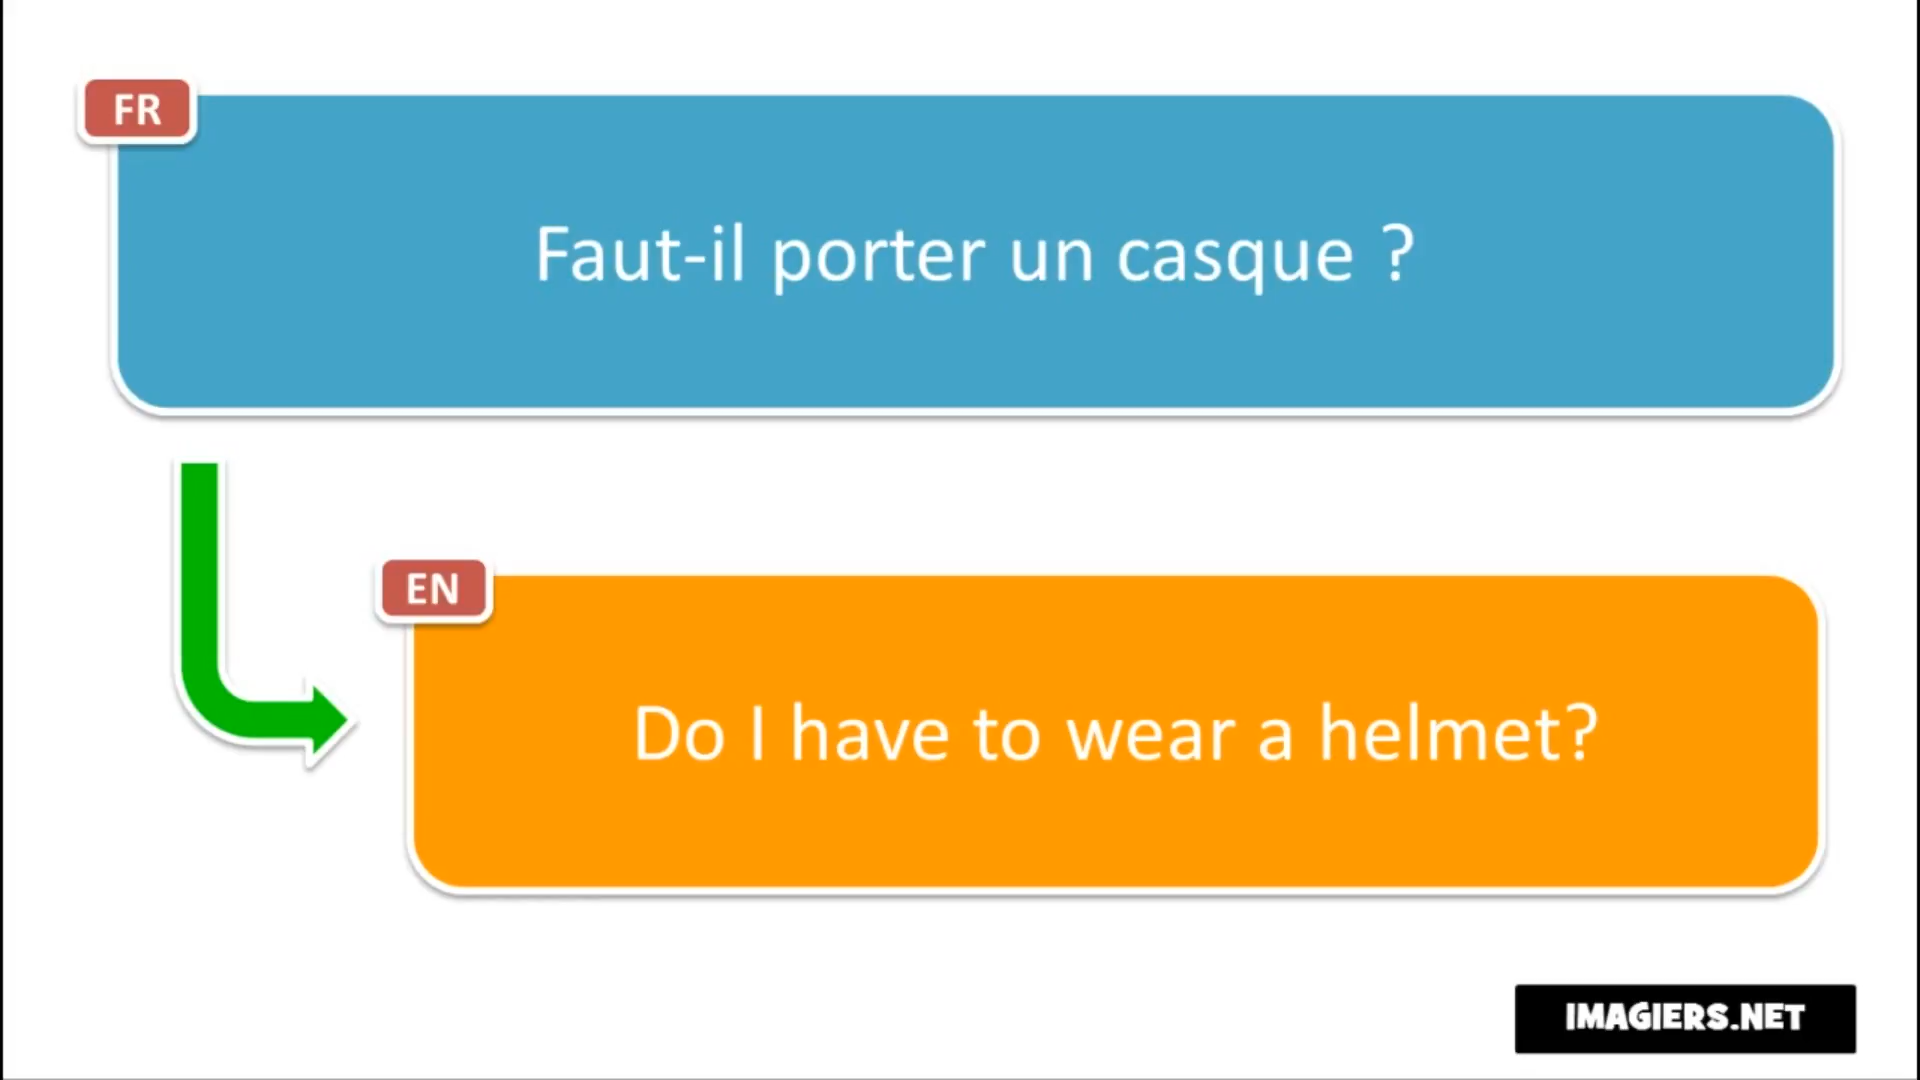 FR
Faut-il porter un casque ?
EN
Do I have to wear a helmet?
IMAGIERS.NET